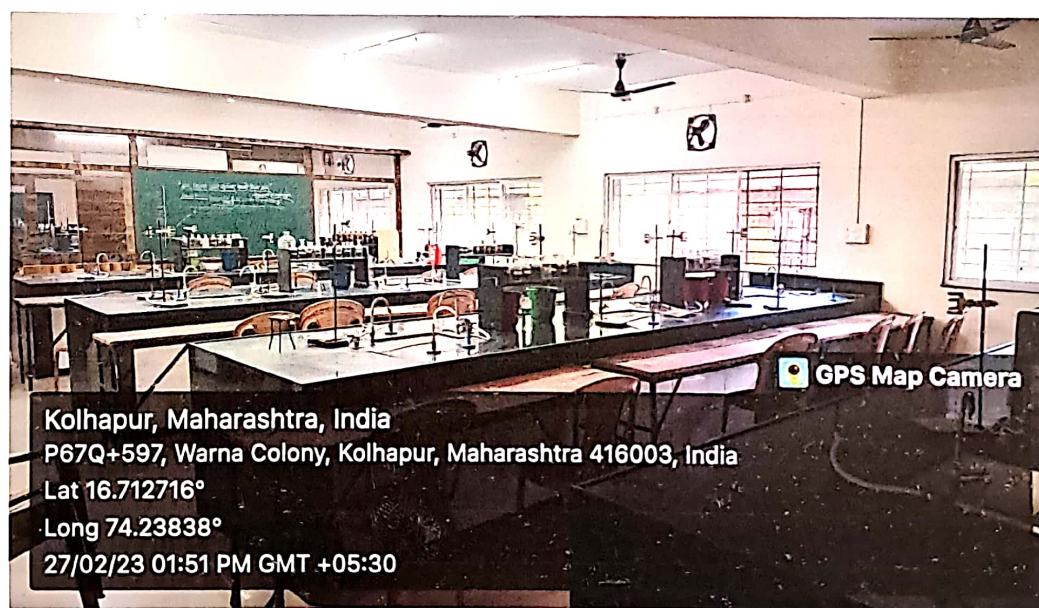 GPS Map Camera
Kolhapur, Maharashtra, India
P67Q+597, Warna Colony, Kolhapur, Maharashtra 416003, India
Lat 16.712716°
Long 74.23838°
27/02/23 01:51 PM GMT +05:30